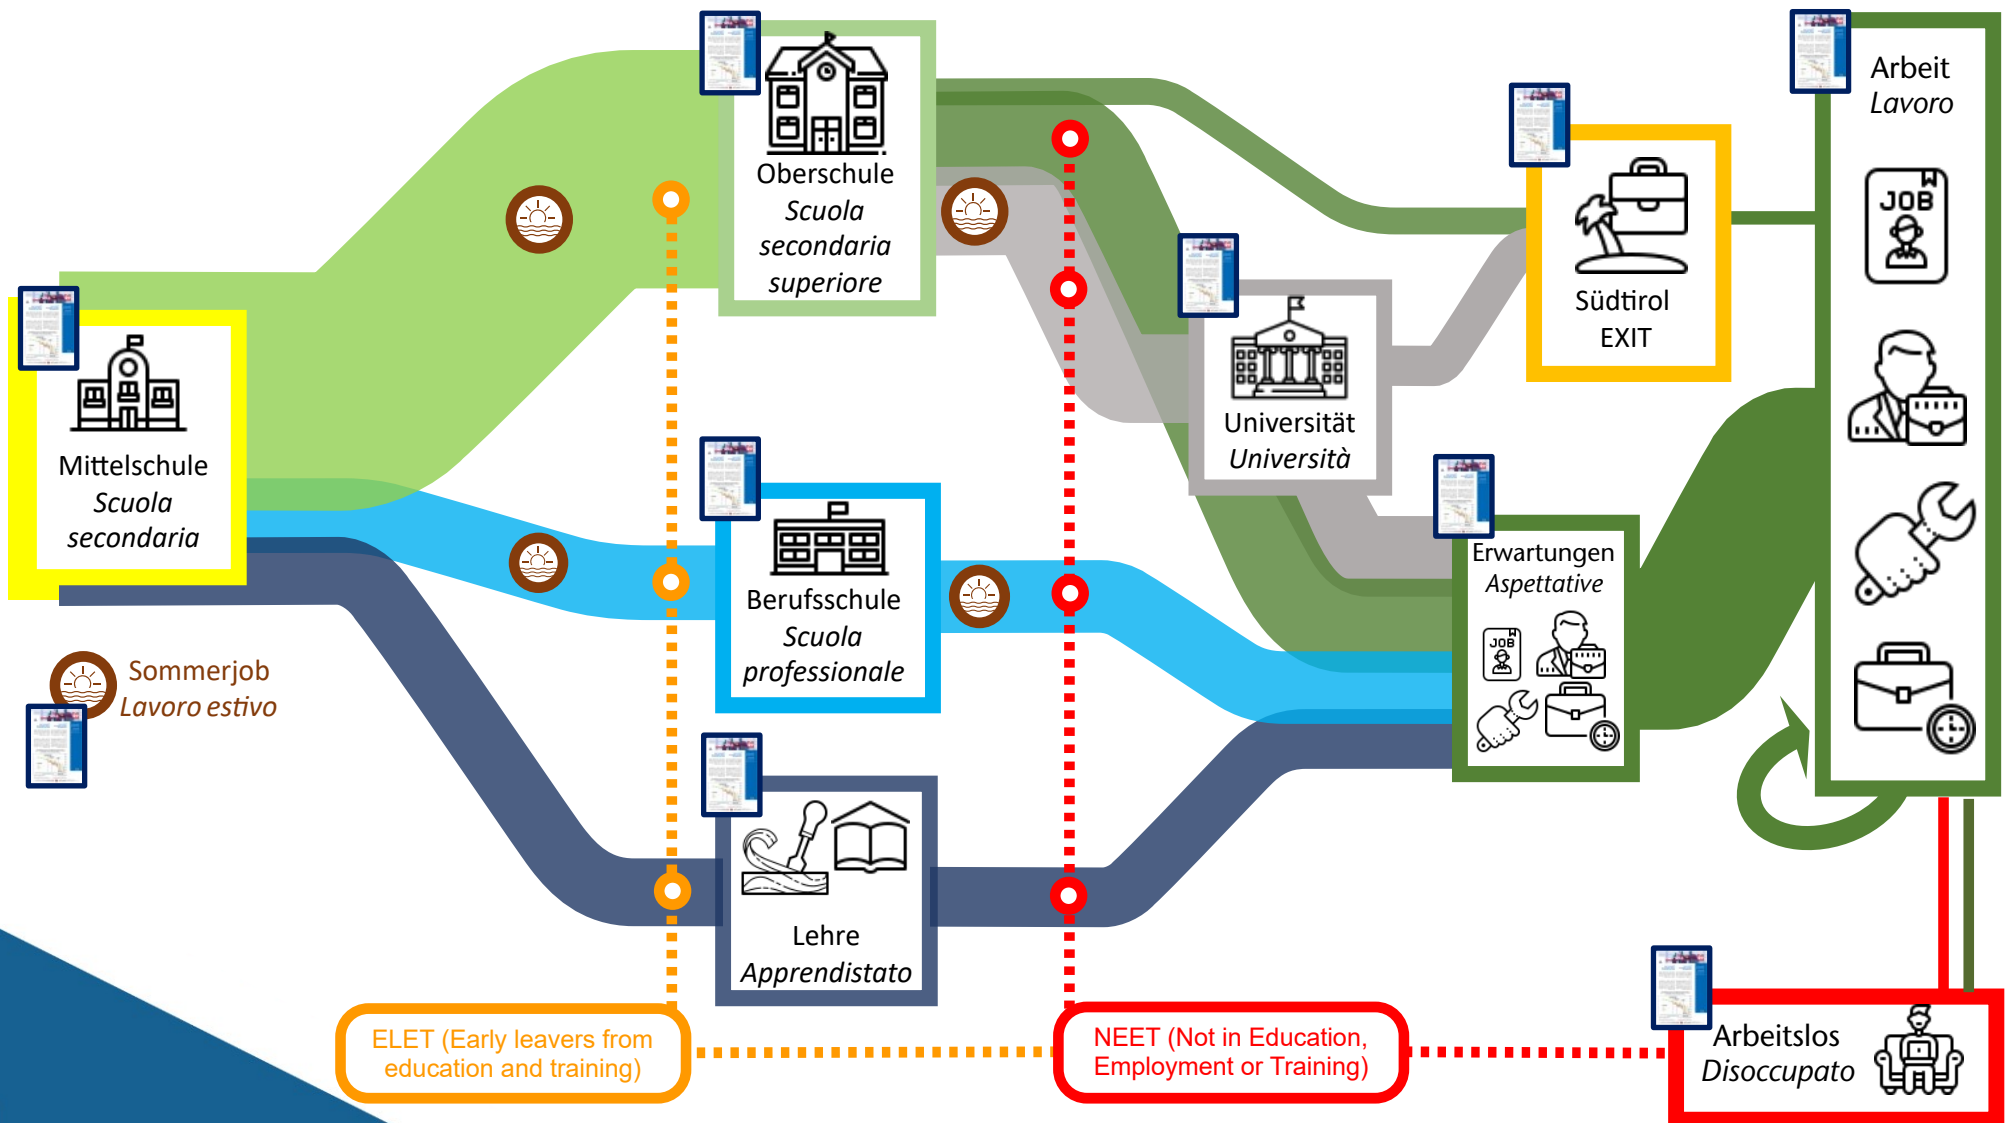 Mittelschule
Scuola
secondaria
Sommerjob
Lavoro estivo
Oberschule
Scuola
secondaria
superiore
Berufsschule
Scuola
professionale
Lehre
Apprendistato
ELET (Early leavers from
education and training)
NEET (Not in Education,
Employment or Training)
Universität
Università
Südtirol
EXIT
Erwartungen
Aspettative
JOB
Arbeit
Lavoro
JOB
Arbeitslos
Disoccupato